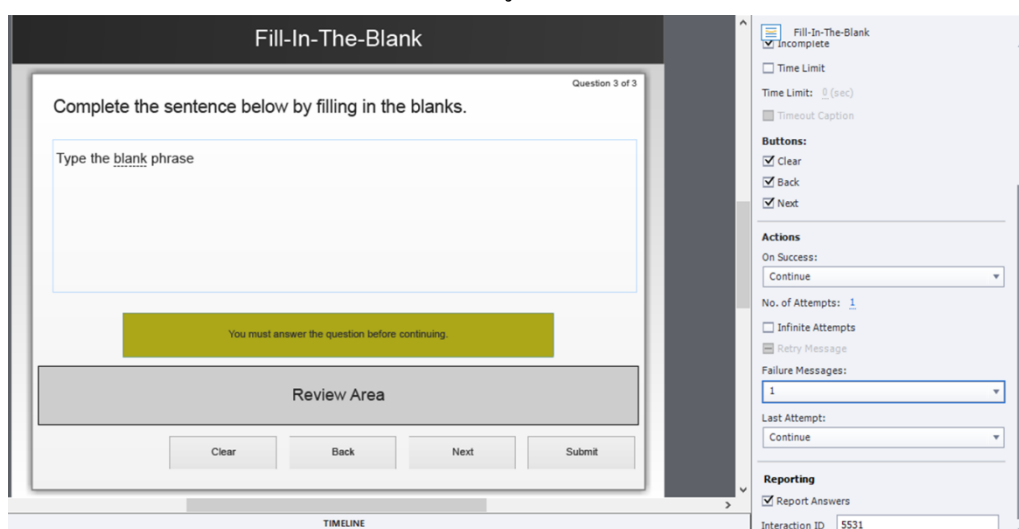 Fill-In-The-Blank
Question 3 of 3
Complete the sentence below by filling in the blanks.
Type the blank phrase
You must answer the question before continuing.
Review Area
Clear
Back
Next
Submit
TIMELINE
Fill-In-The-Blank
Incomplete
Time Limit
Time Limit: 0 (sec)
Timeout Caption
Buttons:
Clear
Back
Next
Actions
On Success:
Continue
No. of Attempts: 1
Infinite Attempts
Retry Message
Failure Messages:
1
Last Attempt:
Continue
Reporting
Report Answers
Interaction ID 5531